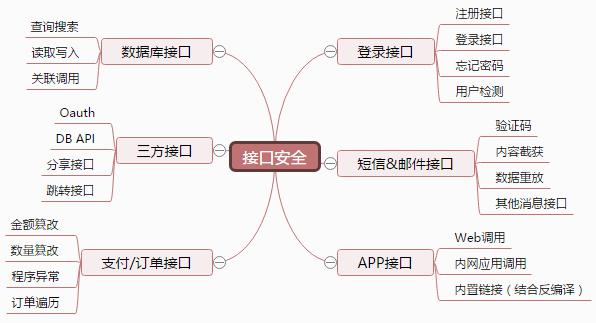 接口安全
数据库接口
查询搜索
读取写入
关联调用
三方接口
Oauth
DB API
分享接口
跳转接口
支付/订单接口
金额篡改
数量篡改
程序异常
订单遍历
登录接口
注册接口
登录接口
忘记密码
用户检测
短信&邮件接口
验证码
内容截获
数据重放
其他消息接口
APP接口
Web调用
内网应用调用
内置链接（结合反编译）